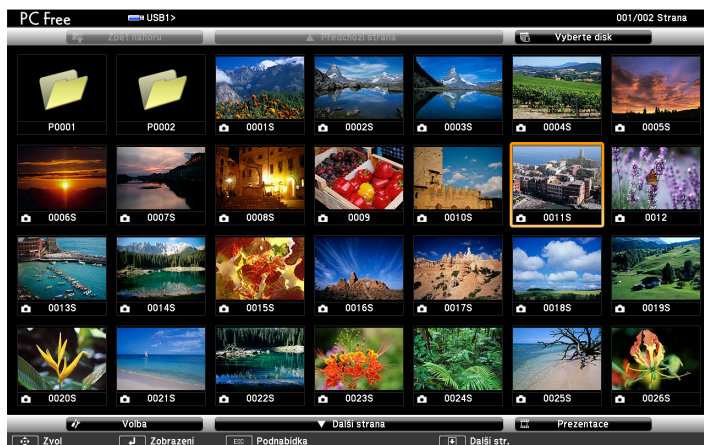 PC Free USB1> 001/002 Strana
Zpět nahoru ▲ Předchozí strana Vyberte disk
P0001 P0002 0001S 0002S 0003S 0004S 0005S
0006S 0007S 0008S 0009 0010S 0011S 0012
0013S 0014S 0015S 0016S 0017S 0018S 0019S
0020S 0021S 0022S 0023S 0024S 0025S 0026S
Volba ▼ Další strana Prezentace
Zvol Zobrazení ESC Podnabídka Další str.